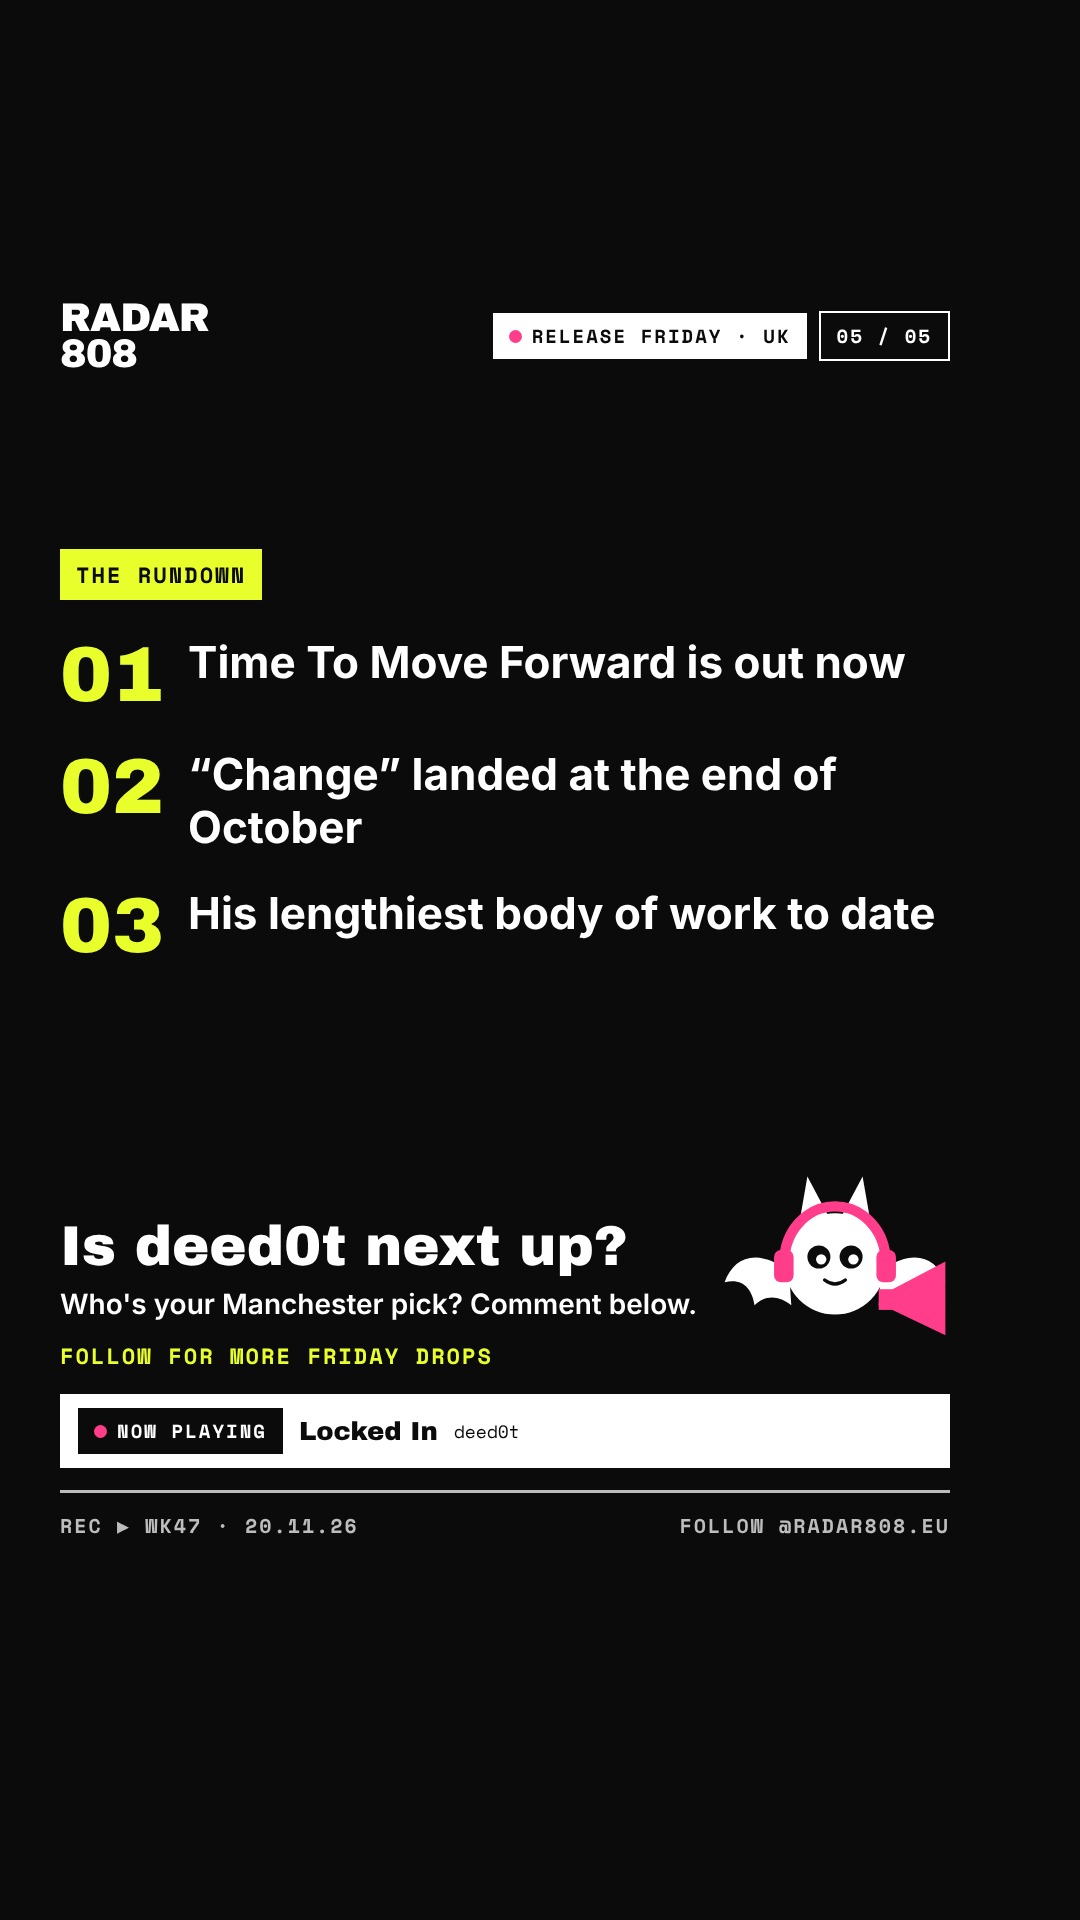 RADAR
808
RELEASE FRIDAY · UK
05 / 05
THE RUNDOWN
01 Time To Move Forward is out now
02 “Change” landed at the end of
October
03 His lengthiest body of work to date
Is deed0t next up?
Who's your Manchester pick? Comment below.
FOLLOW FOR MORE FRIDAY DROPS
NOW PLAYING Locked In deed0t
REC ▶ WK47 · 20.11.26
FOLLOW @RADAR808.EU